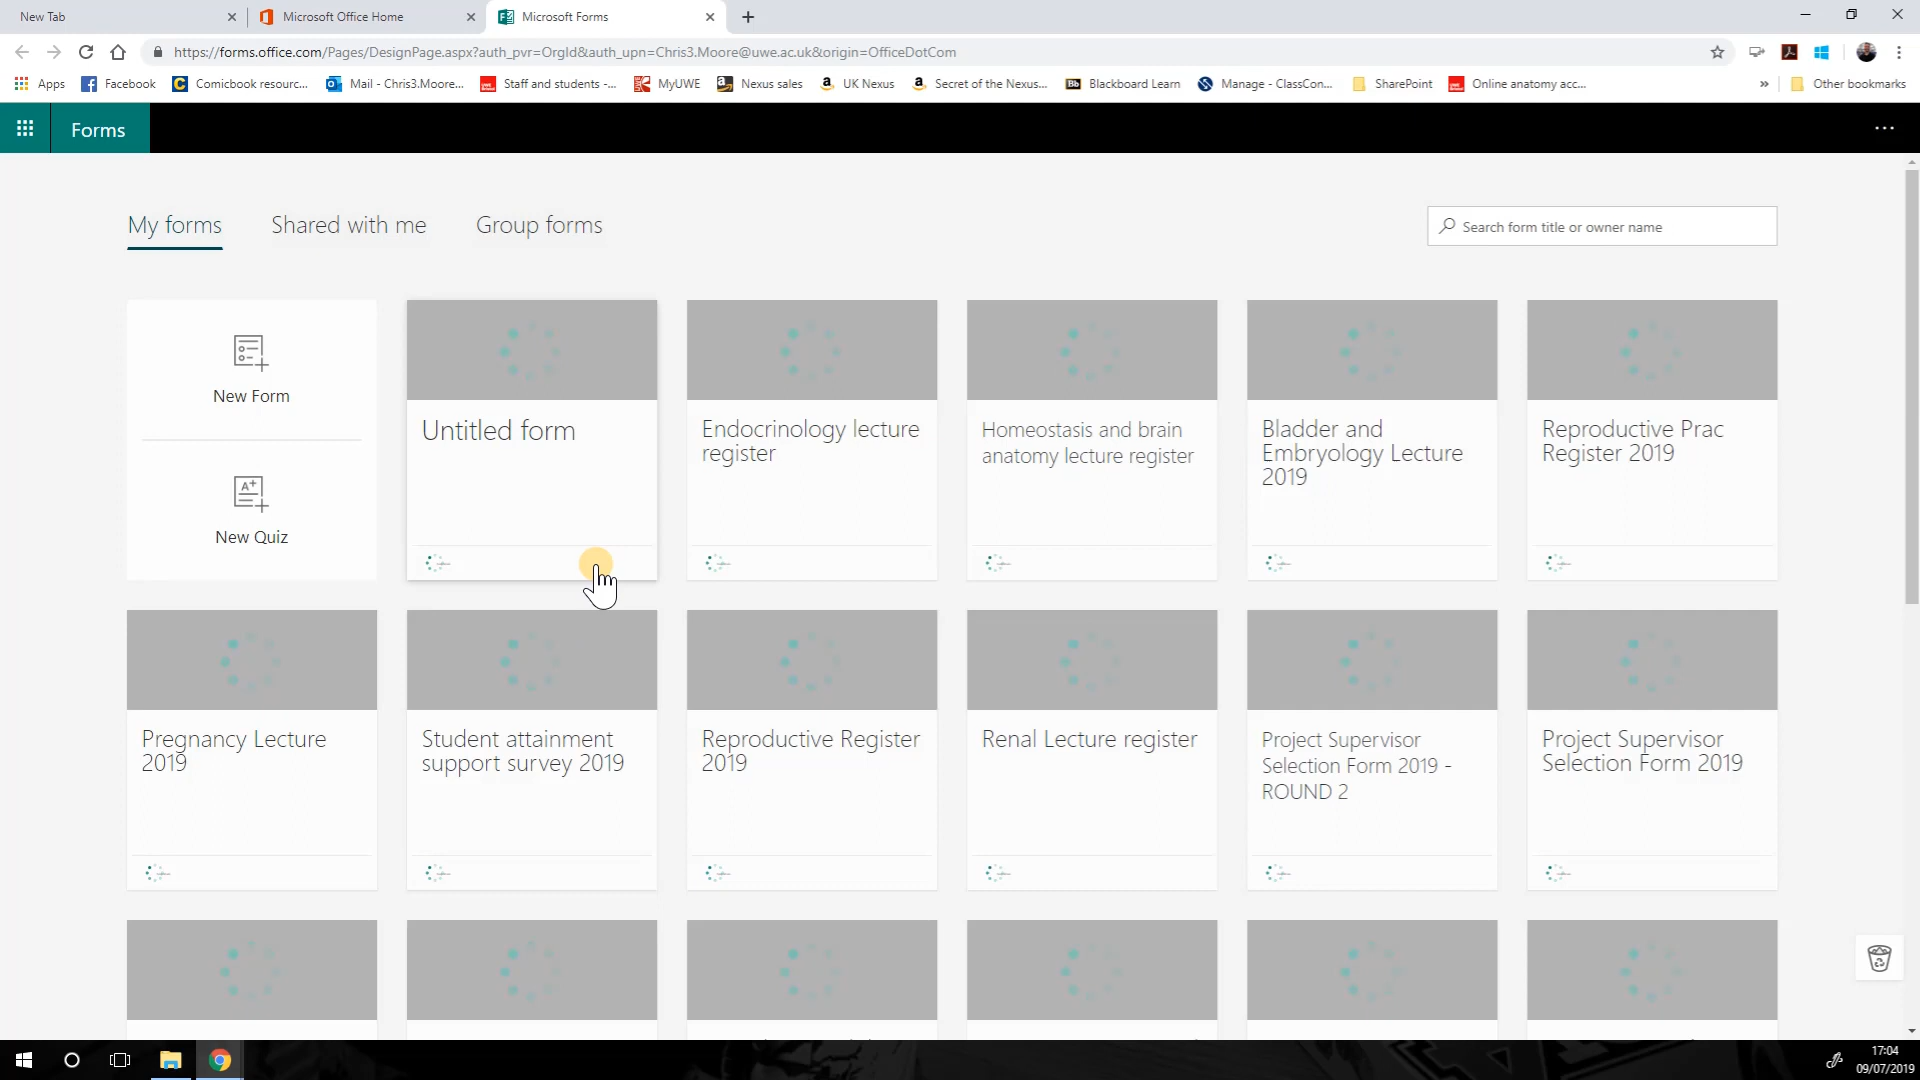 New Tab
Microsoft Office Home
Microsoft Forms
https://forms.office.com/Pages/DesignPage.aspx?auth_pvr=OrgId&auth_upn=Chris3.Moore@uwe.ac.uk&origin=OfficeDotCom
Apps
Facebook
Comicbook resourc...
Mail - Chris3.Moore...
Staff and students -...
MyUWE
Nexus sales
UK Nexus
Secret of the Nexus...
Blackboard Learn
Manage - ClassCon...
SharePoint
Online anatomy acc...
»
Other bookmarks
Forms
My forms
Shared with me
Group forms
Search form title or owner name
New Form
New Quiz
Untitled form
Endocrinology lecture
register
Homeostasis and brain
anatomy lecture register
Bladder and
Embryology Lecture
2019
Reproductive Prac
Register 2019
Pregnancy Lecture
2019
Student attainment
support survey 2019
Reproductive Register
2019
Renal Lecture register
Project Supervisor
Selection Form 2019 -
ROUND 2
Project Supervisor
Selection Form 2019
17:04
09/07/2019